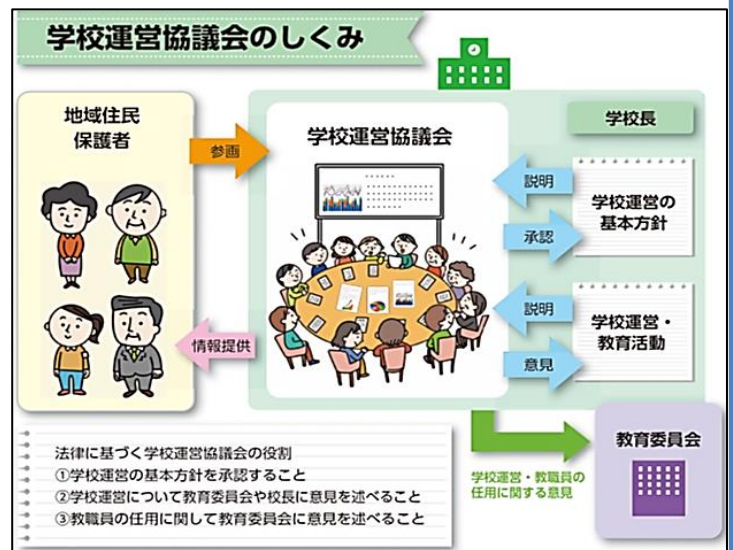 学校運営協議会のしくみ
地域住民
保護者
参画
情報提供
学校運営協議会
学校長
説明
承認
学校運営の
基本方針
説明
意見
学校運営・
教育活動
法律に基づく学校運営協議会の役割
①学校運営の基本方針を承認すること
②学校運営について教育委員会や校長に意見を述べること
③教職員の任用に関して教育委員会に意見を述べること
学校運営・教職員の
任用に関する意見
教育委員会